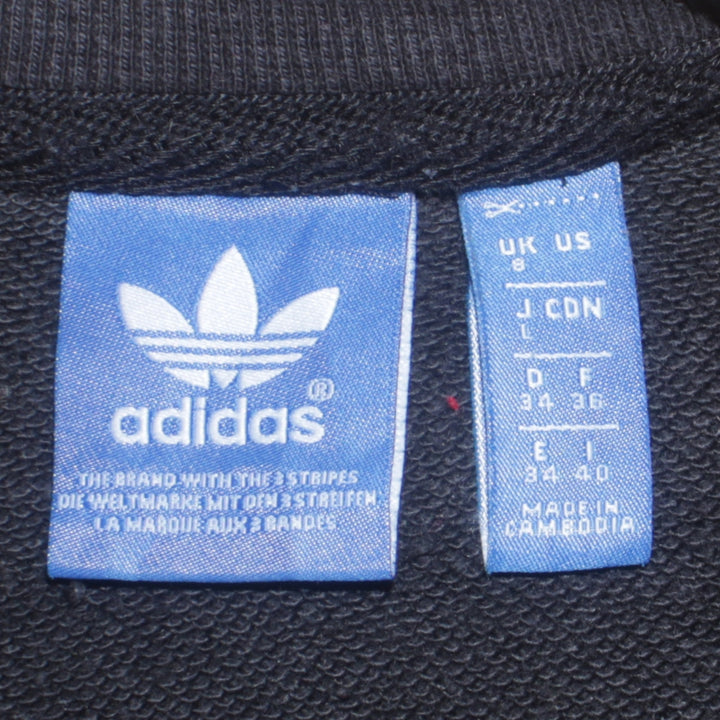 adidas®
THE BRAND WITH THE 3 STRIPES
DIE WELTMARKE MIT DEN 3 STREIFEN
LA MARQUE AUX 3 BANDES
UK US
8
J CDN
L
D F
34 36
E I
34 40
MADE IN
CAMBODIA